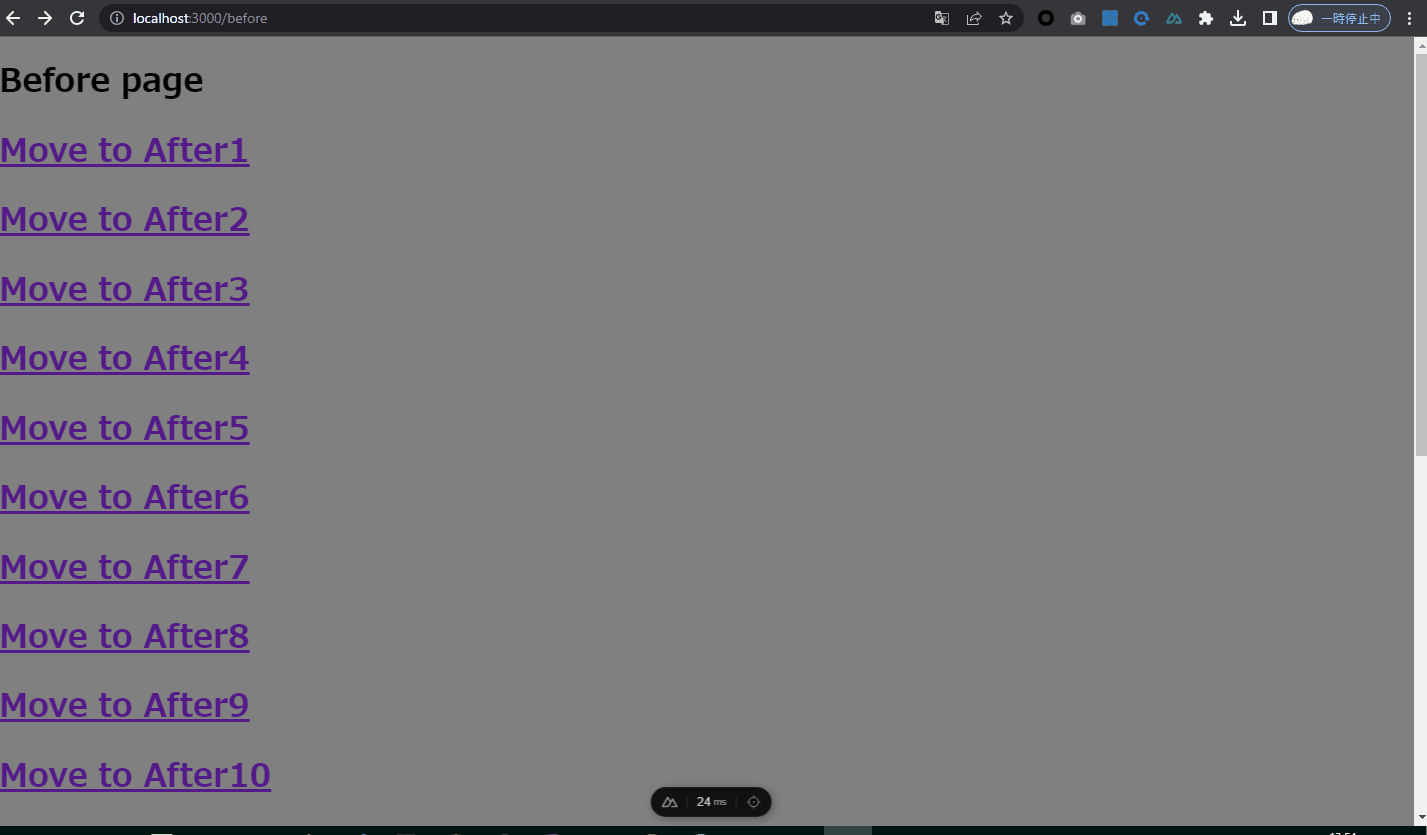 localhost:3000/before
一時停止中
Before page
Move to After1
Move to After2
Move to After3
Move to After4
Move to After5
Move to After6
Move to After7
Move to After8
Move to After9
Move to After10
24 ms